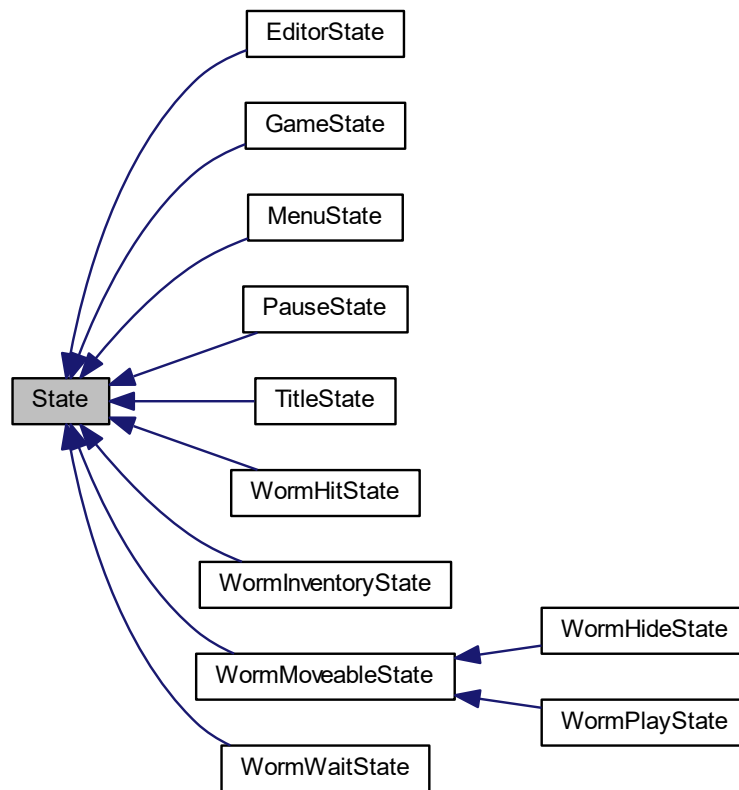 EditorState
GameState
MenuState
PauseState
State
TitleState
WormHitState
WormInventoryState
WormHideState
WormMoveableState
WormPlayState
WormWaitState